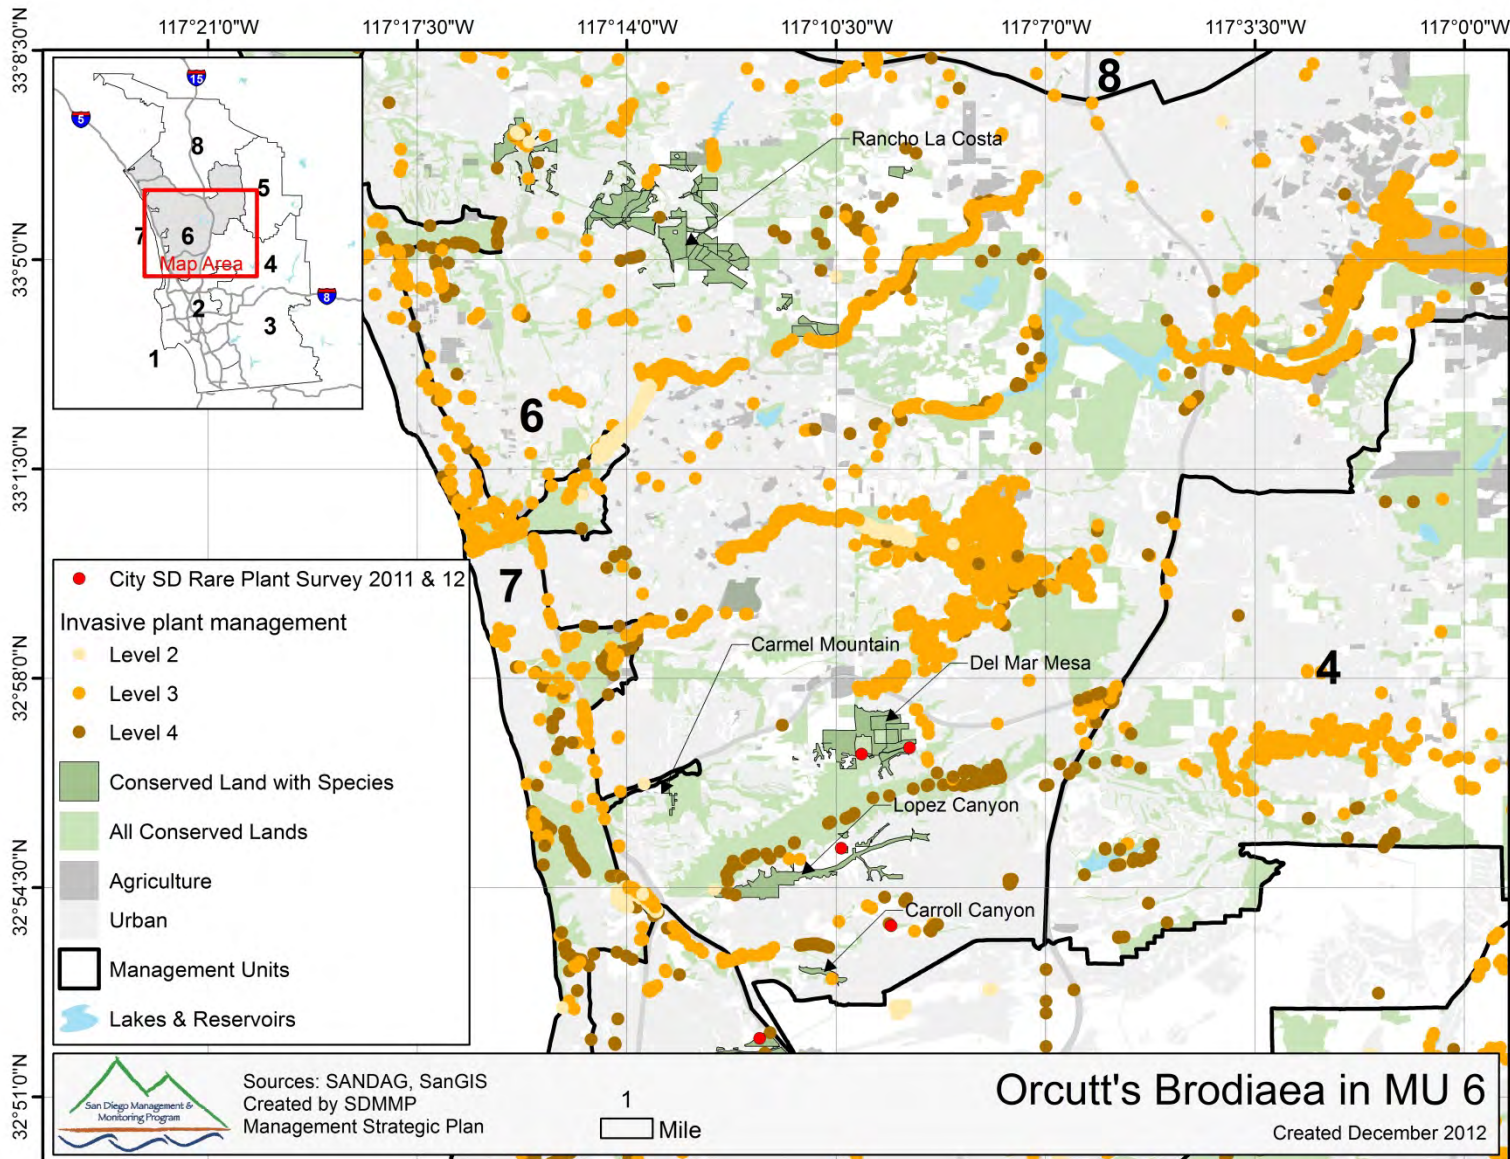 117°21'0"W
117°17'30"W
117°14'0"W
117°10'30"W
117°7'0"W
117°3'30"W
117°0'0"W
33°8'30"N
33°5'0"N
33°1'30"N
32°58'0"N
32°54'30"N
32°51'0"N
15
5
8
5
7
6
Map Area
4
2
8
3
1
8
Rancho La Costa
6
7
Carmel Mountain
Del Mar Mesa
4
Lopez Canyon
Carroll Canyon
City SD Rare Plant Survey 2011 & 12
Invasive plant management
Level 2
Level 3
Level 4
Conserved Land with Species
All Conserved Lands
Agriculture
Urban
Management Units
Lakes & Reservoirs
San Diego Management &
Monitoring Program
Sources: SANDAG, SanGIS
Created by SDMMP
Management Strategic Plan
1
Mile
Orcutt's Brodiaea in MU 6
Created December 2012